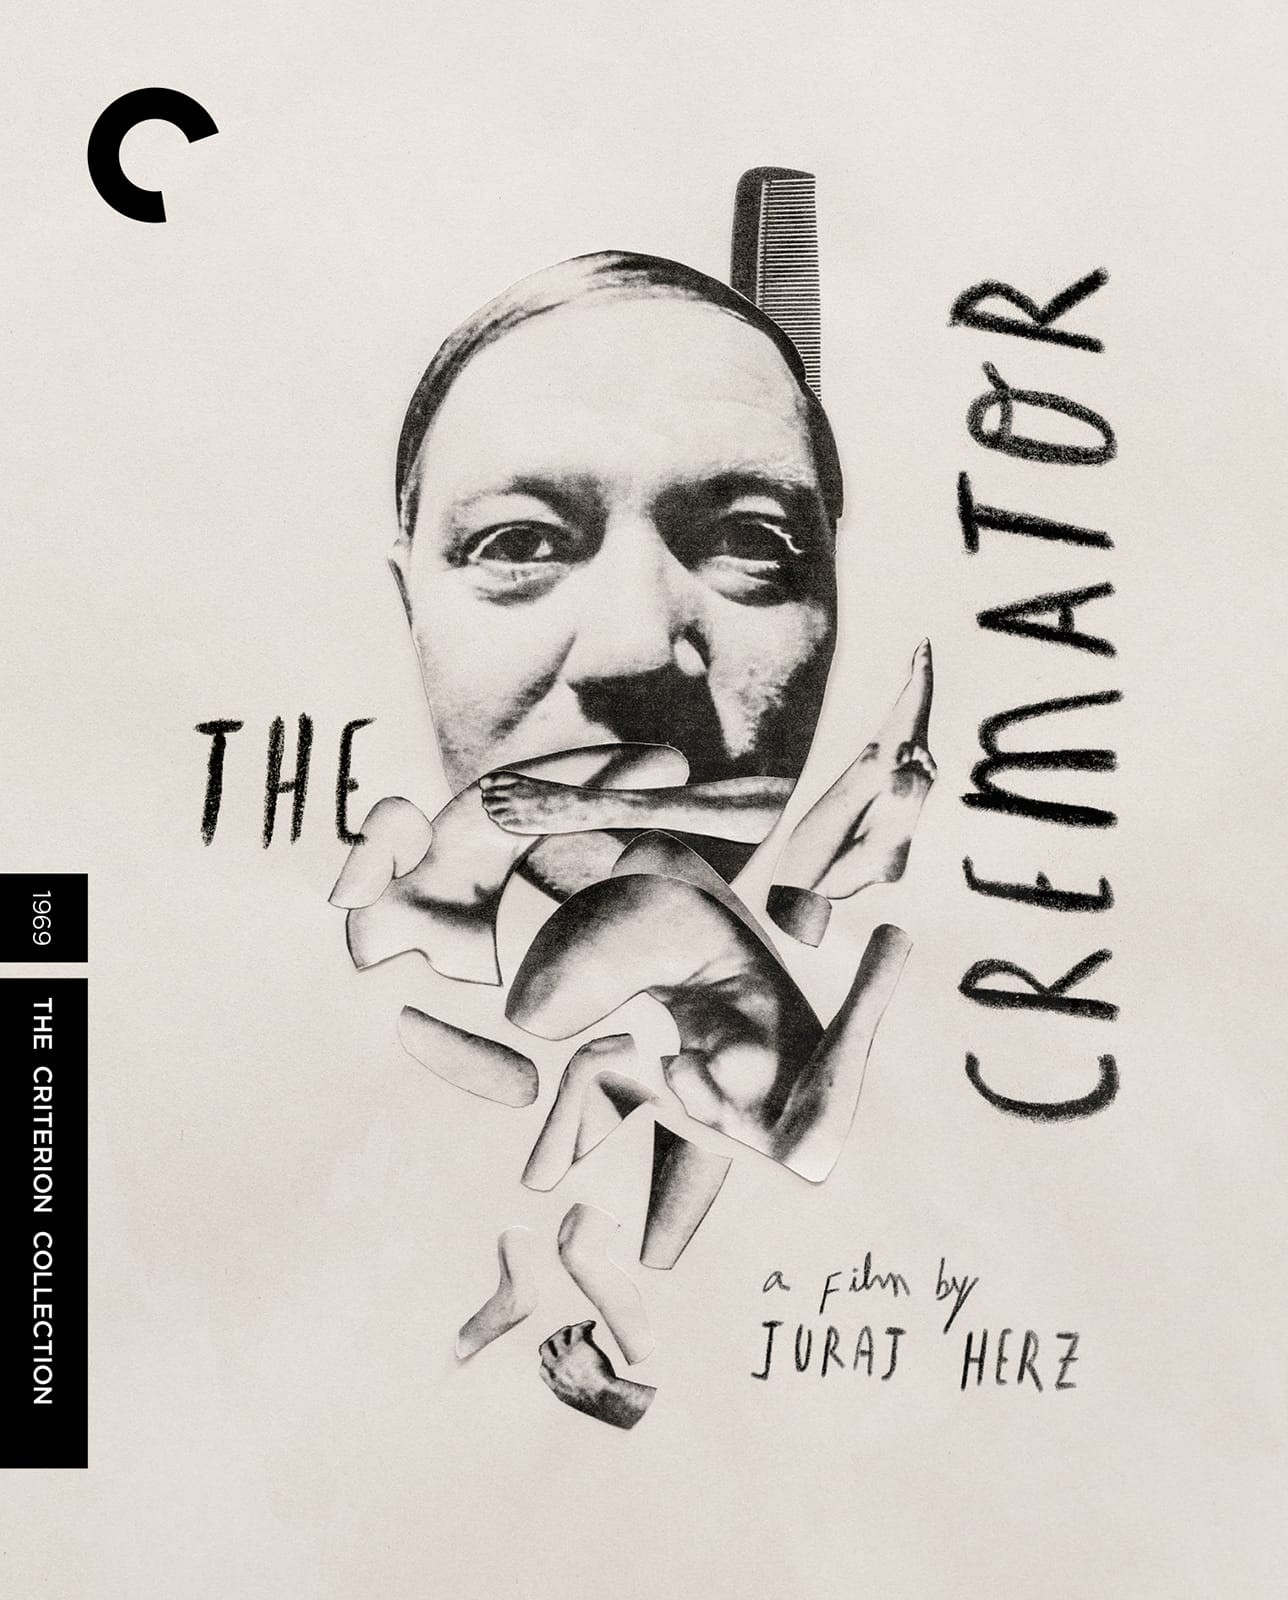 THE
CREMATOR
a film by
JURAJ HERZ
1969
THE CRITERION COLLECTION